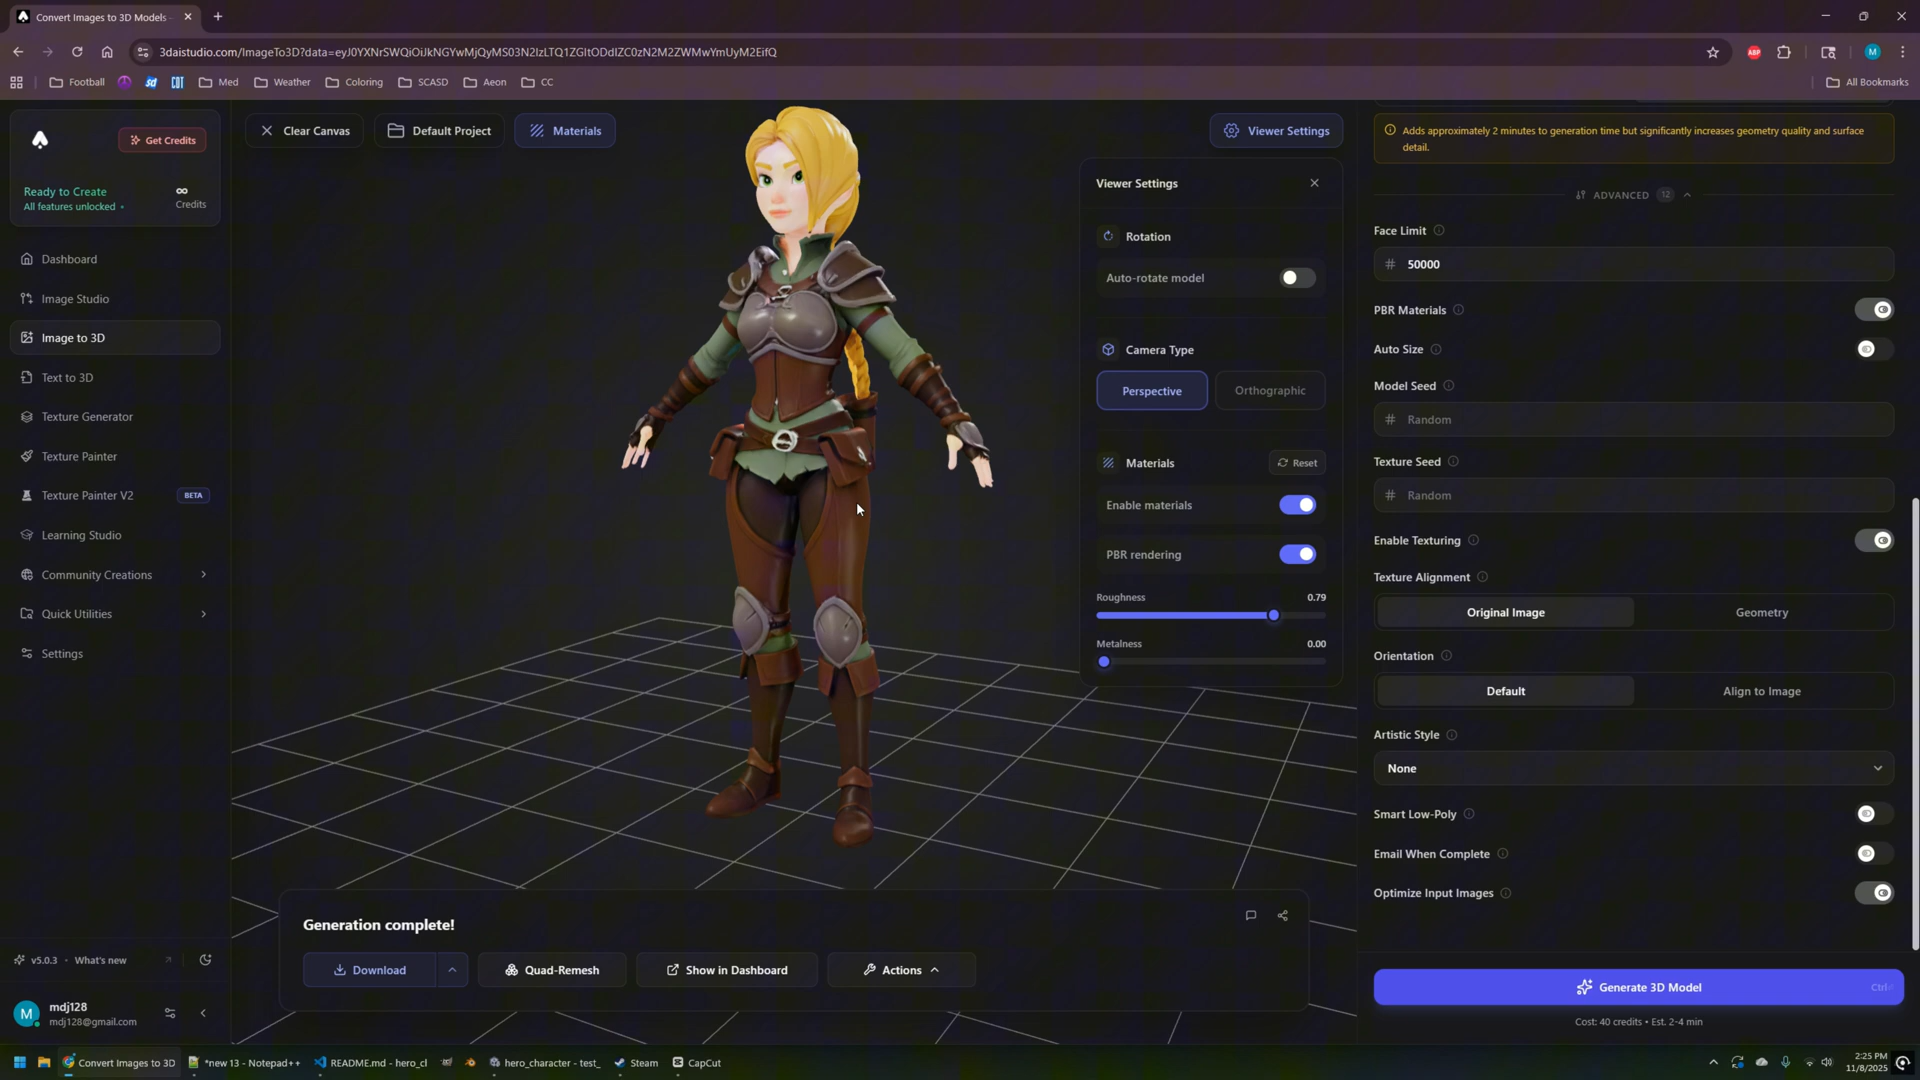 Convert Images to 3D Models -
3daistudio.com/ImageTo3D?data=eyJ0YXNrSWQiOiJkNGYwMjQyMS03N2IzLTQ1ZGItODdlZC0zN2M2ZWMwYmUyM2EifQ
ABP
M
Football
sd
CDT
Med
Weather
Coloring
SCASD
Aeon
CC
All Bookmarks
Get Credits
Ready to Create
All features unlocked •
∞
Credits
Dashboard
Image Studio
Image to 3D
Text to 3D
Texture Generator
Texture Painter
Texture Painter V2 BETA
Learning Studio
Community Creations
Quick Utilities
Settings
v5.0.3 • What's new
M
mdj128
mdj128@gmail.com
Clear Canvas
Default Project
Materials
Viewer Settings
Viewer Settings
Rotation
Auto-rotate model
Camera Type
Perspective
Orthographic
Materials
Reset
Enable materials
PBR rendering
Roughness 0.79
Metalness 0.00
Generation complete!
Download
Quad-Remesh
Show in Dashboard
Actions
Adds approximately 2 minutes to generation time but significantly increases geometry quality and surface
detail.
ADVANCED 12
Face Limit
# 50000
PBR Materials
Auto Size
Model Seed
# Random
Texture Seed
# Random
Enable Texturing
Texture Alignment
Original Image
Geometry
Orientation
Default
Align to Image
Artistic Style
None
Smart Low-Poly
Email When Complete
Optimize Input Images
Generate 3D Model
Ctrl
Cost: 40 credits • Est. 2-4 min
Convert Images to 3D
*new 13 - Notepad++
README.md - hero_cl
hero_character - test_
Steam
CapCut
2:25 PM
11/8/2025